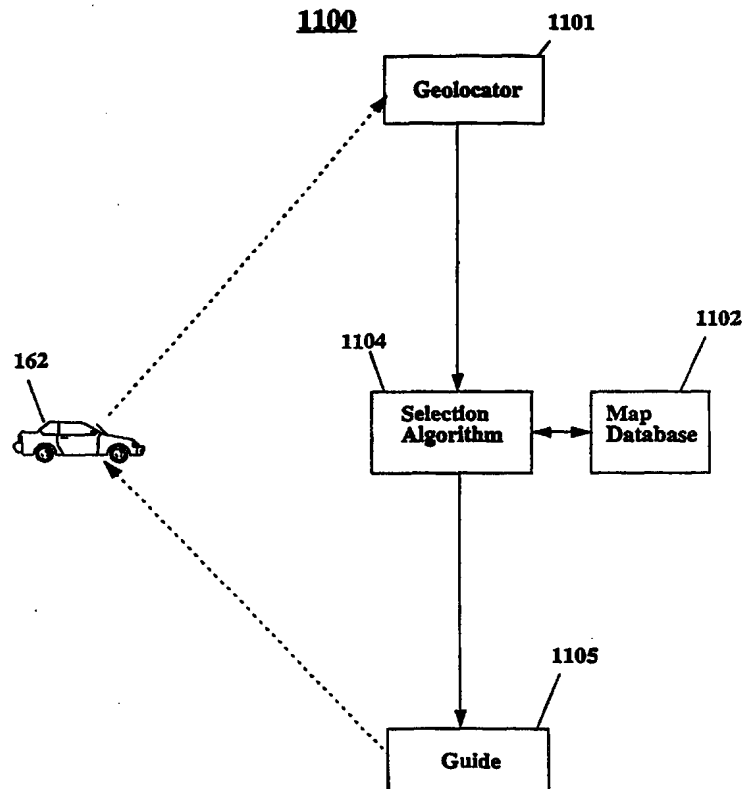 1100
1101
Geolocator
1102
1104
162
Selection
Algorithm
Map
Database
1105
Guide